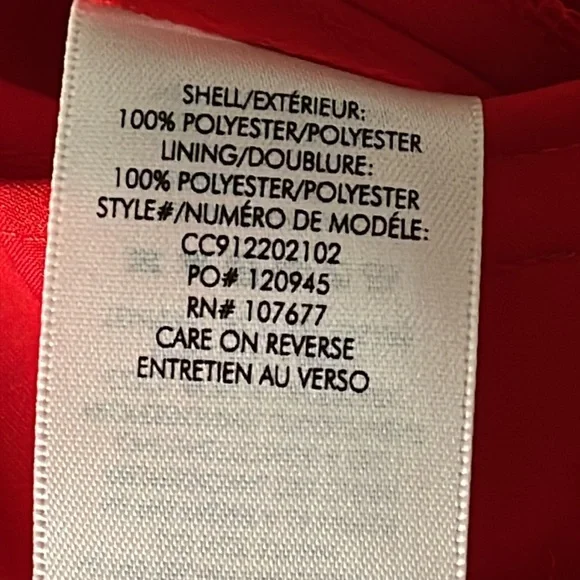 SHELL/EXTÉRIEUR:
100% POLYESTER/POLYESTER
LINING/DOUBLURE:
100% POLYESTER/POLYESTER
STYLE#/NUMÉRO DE MODÉLE:
CC912202102
PO# 120945
RN# 107677
CARE ON REVERSE
ENTRETIEN AU VERSO